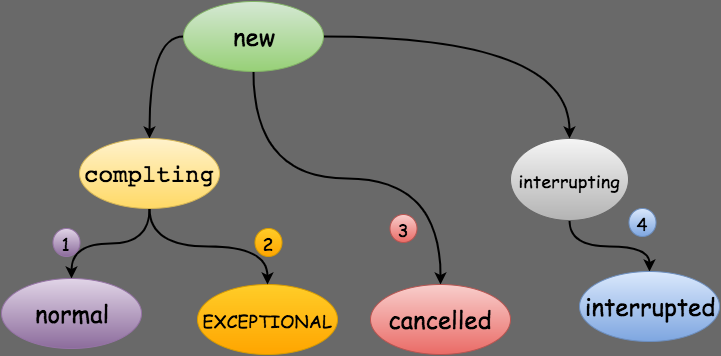 new
complting
interrupting
1
2
3
4
normal
EXCEPTIONAL
cancelled
interrupted